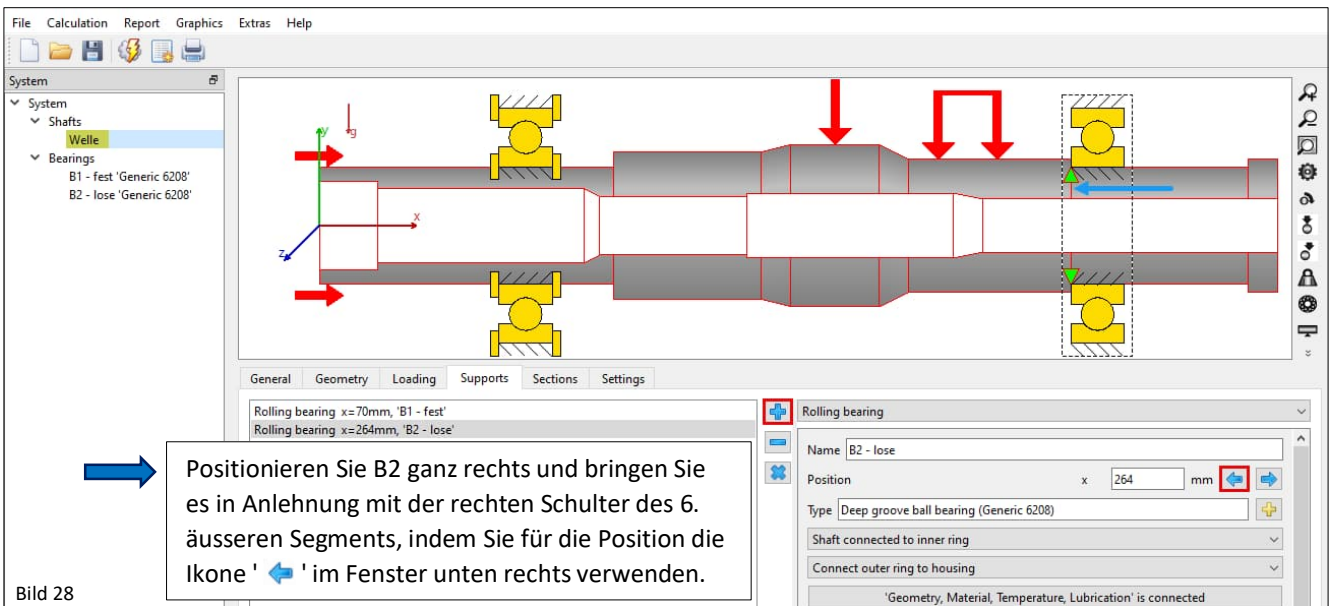 File Calculation Report Graphics Extras Help
System
System
Shafts
Welle
Bearings
B1 - fest 'Generic 6208'
B2 - lose 'Generic 6208'
y g
x
z
General Geometry Loading Supports Sections Settings
Rolling bearing x=70mm, 'B1 - fest'
Rolling bearing x=264mm, 'B2 - lose'
Rolling bearing
Name B2 - lose
Position x 264 mm
Type Deep groove ball bearing (Generic 6208)
Shaft connected to inner ring
Connect outer ring to housing
'Geometry, Material, Temperature, Lubrication' is connected
Positionieren Sie B2 ganz rechts und bringen Sie
es in Anlehnung mit der rechten Schulter des 6.
äusseren Segments, indem Sie für die Position die
Ikone ' ' im Fenster unten rechts verwenden.
Bild 28